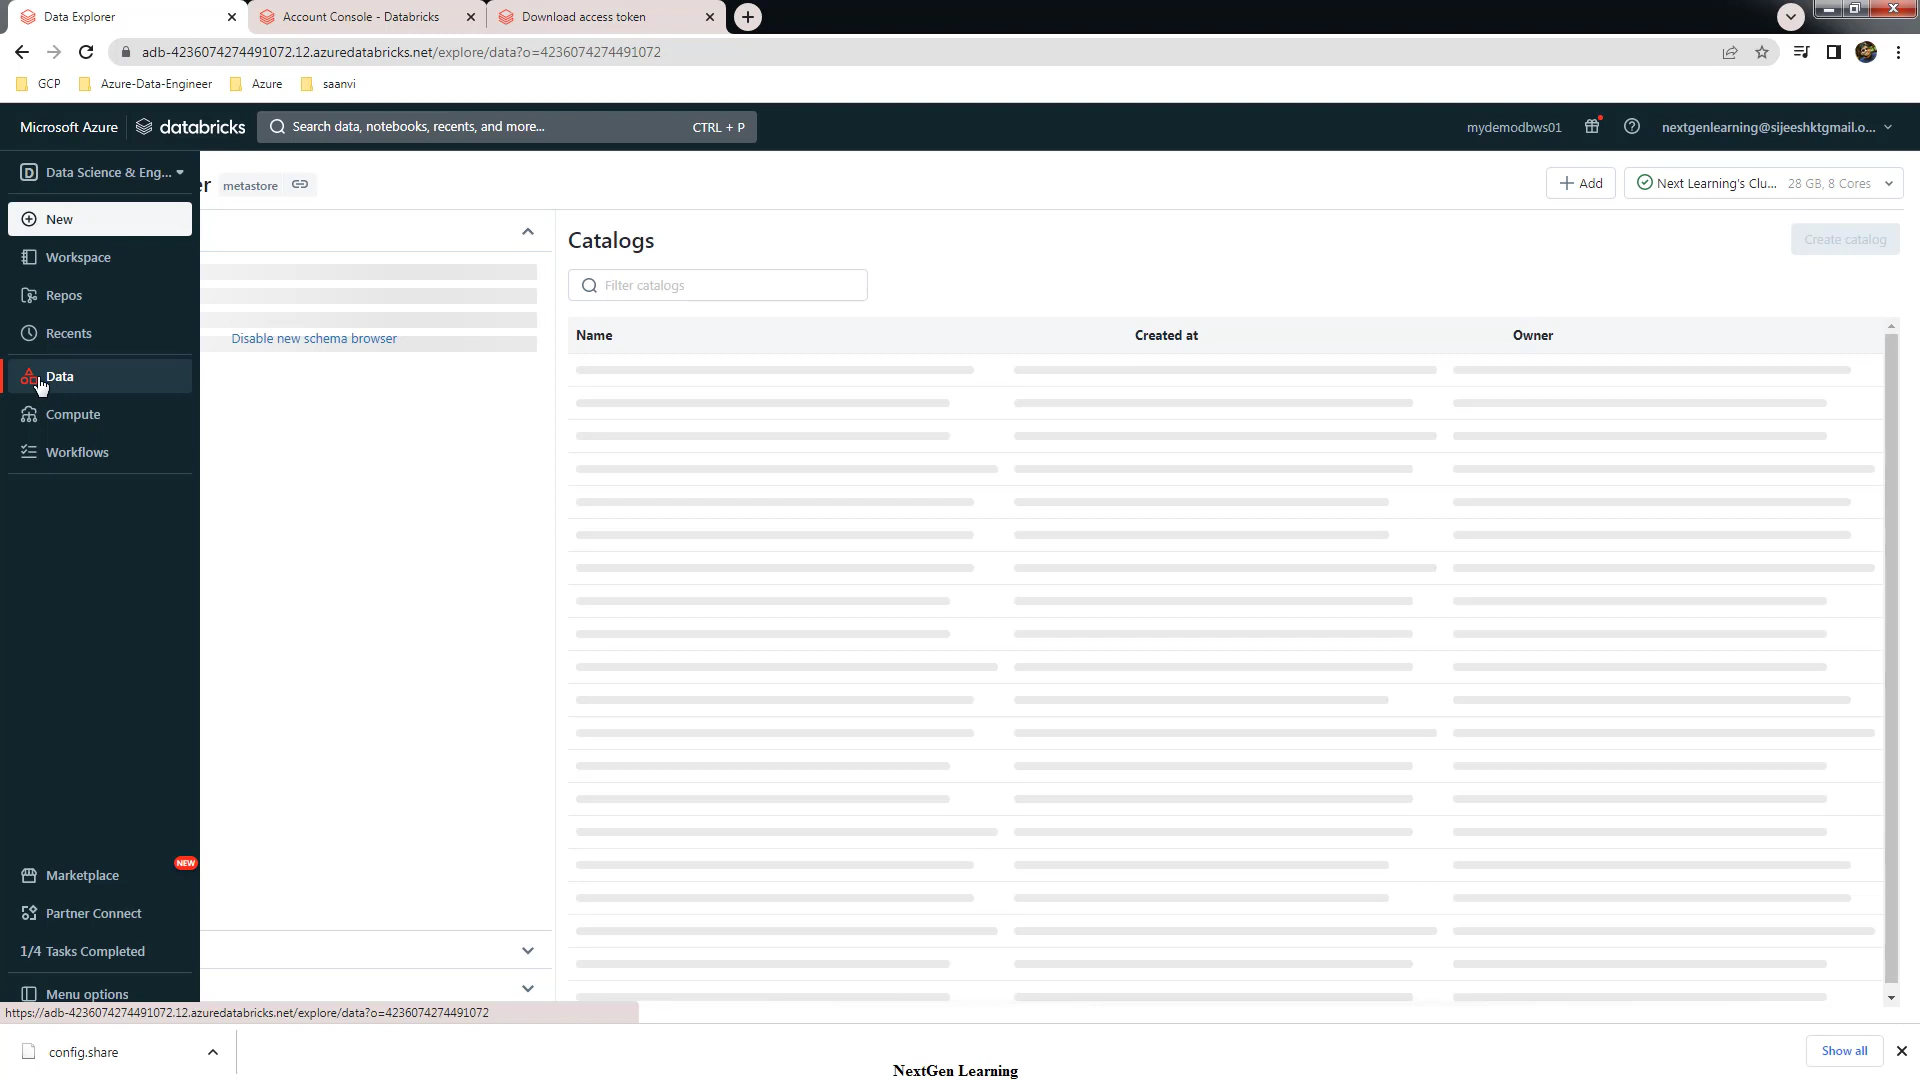 Data Explorer
Account Console - Databricks
Download access token
adb-4236074274491072.12.azuredatabricks.net/explore/data?o=4236074274491072
GCP
Azure-Data-Engineer
Azure
saanvi
Microsoft Azure
databricks
Search data, notebooks, recents, and more...
CTRL + P
mydemodbws01
nextgenlearning@sijeeshktgmail.o...
D Data Science & Eng...
er
metastore
Add
Next Learning's Clu...
28 GB, 8 Cores
New
Workspace
Repos
Recents
Data
Compute
Workflows
Disable new schema browser
Catalogs
Create catalog
Filter catalogs
Name
Created at
Owner
NEW
Marketplace
Partner Connect
1/4 Tasks Completed
Menu options
https://adb-4236074274491072.12.azuredatabricks.net/explore/data?o=4236074274491072
config.share
Show all
NextGen Learning